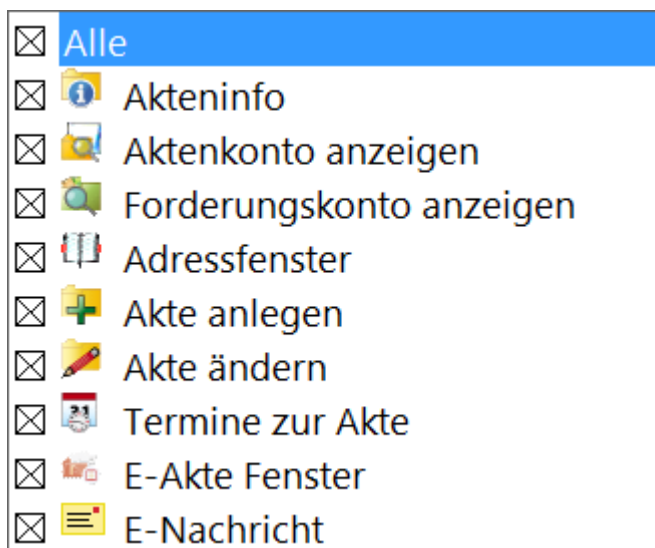 Alle
Akteninfo
Aktenkonto anzeigen
Forderungskonto anzeigen
Adressfenster
Akte anlegen
Akte ändern
Termine zur Akte
E-Akte Fenster
E-Nachricht